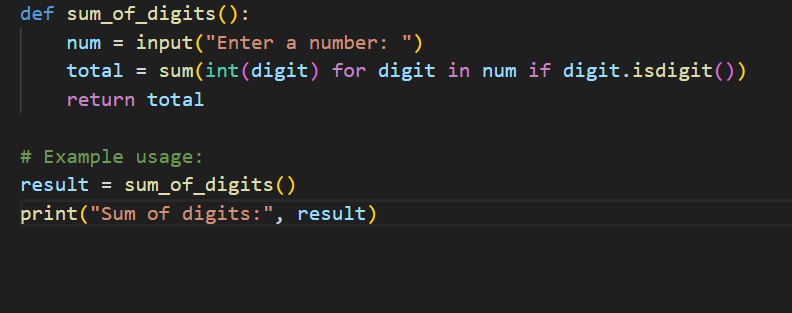 def sum_of_digits():
    num = input("Enter a number: ")
    total = sum(int(digit) for digit in num if digit.isdigit())
    return total

# Example usage:
result = sum_of_digits()
print("Sum of digits:", result)